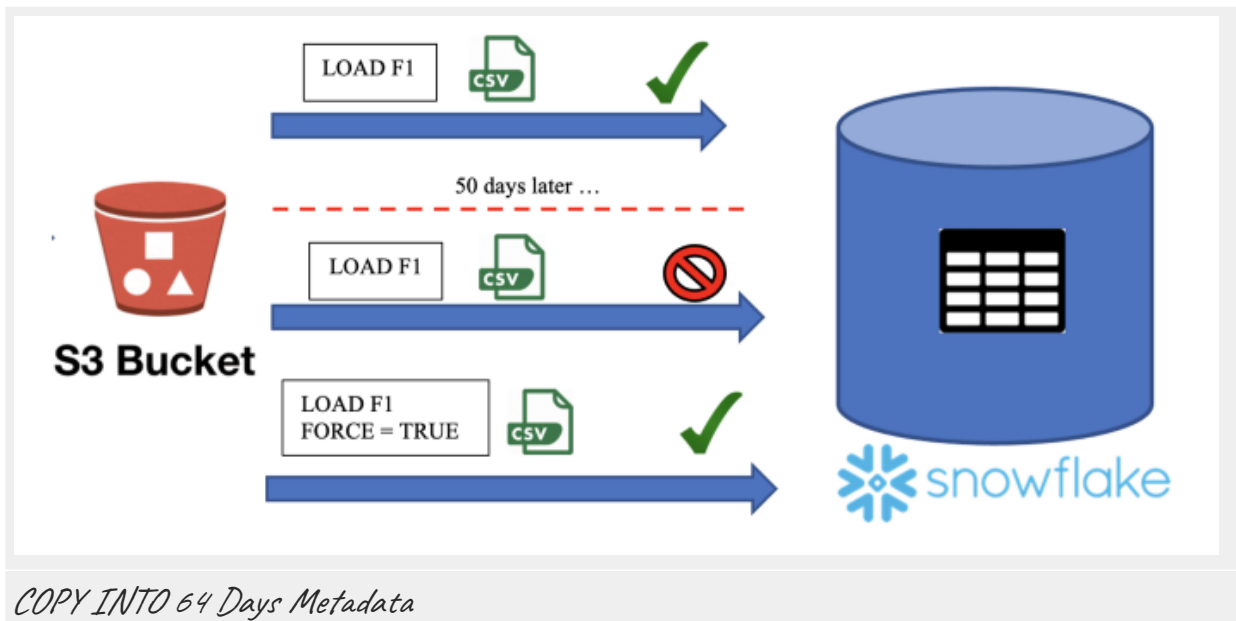 LOAD F1
CSV
50 days later ...
LOAD F1
CSV
S3 Bucket
LOAD F1
FORCE = TRUE
CSV
snowflake
COPY INTO 64 Days Metadata